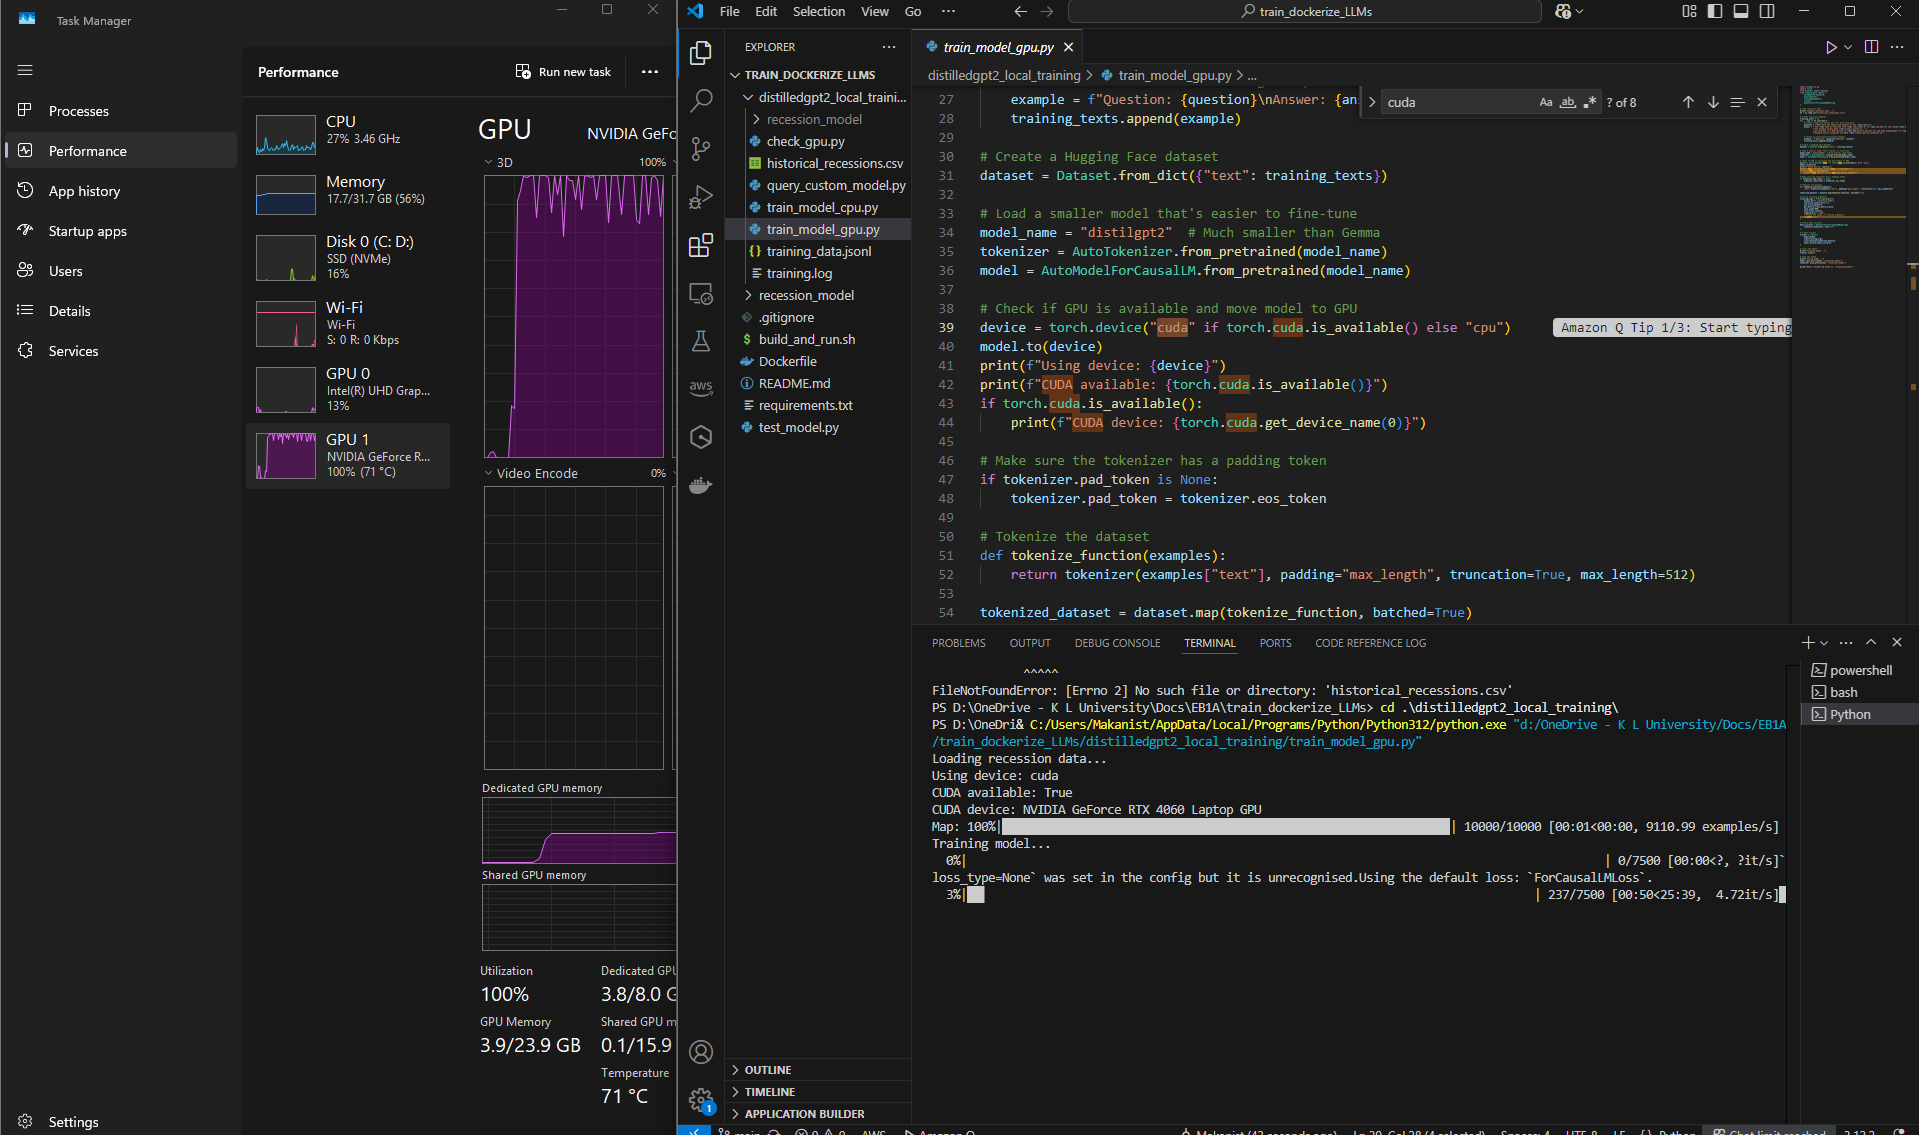 Task Manager
Performance
Run new task
Processes
Performance
App history
Startup apps
Users
Details
Services
Settings
CPU
27% 3.46 GHz
Memory
17.7/31.7 GB (56%)
Disk 0 (C: D:)
SSD (NVMe)
16%
Wi-Fi
Wi-Fi
S: 0 R: 0 Kbps
GPU 0
Intel(R) UHD Grap...
13%
GPU 1
NVIDIA GeForce R...
100% (71 °C)
GPU
NVIDIA GeFo
3D
100%
Video Encode
0%
Dedicated GPU memory
Shared GPU memory
Utilization
100%
Dedicated GPU
3.8/8.0 G
GPU Memory
3.9/23.9 GB
Shared GPU m
0.1/15.9
Temperature
71 °C
File Edit Selection View Go ···
train_dockerize_LLMs
EXPLORER
TRAIN_DOCKERIZE_LLMS
distilledgpt2_local_traini...
recession_model
check_gpu.py
historical_recessions.csv
query_custom_model.py
train_model_cpu.py
train_model_gpu.py
training_data.jsonl
training.log
recession_model
.gitignore
build_and_run.sh
Dockerfile
README.md
requirements.txt
test_model.py
OUTLINE
TIMELINE
APPLICATION BUILDER
aws
1
train_model_gpu.py
distilledgpt2_local_training > train_model_gpu.py > ...
cuda
Aa
ab
? of 8
27 example = f"Question: {question}\nAnswer: {an
28 training_texts.append(example)
29
30 # Create a Hugging Face dataset
31 dataset = Dataset.from_dict({"text": training_texts})
32
33 # Load a smaller model that's easier to fine-tune
34 model_name = "distilgpt2"  # Much smaller than Gemma
35 tokenizer = AutoTokenizer.from_pretrained(model_name)
36 model = AutoModelForCausalLM.from_pretrained(model_name)
37
38 # Check if GPU is available and move model to GPU
39 device = torch.device("cuda" if torch.cuda.is_available() else "cpu")
Amazon Q Tip 1/3: Start typing
40 model.to(device)
41 print(f"Using device: {device}")
42 print(f"CUDA available: {torch.cuda.is_available()}")
43 if torch.cuda.is_available():
44 print(f"CUDA device: {torch.cuda.get_device_name(0)}")
45
46 # Make sure the tokenizer has a padding token
47 if tokenizer.pad_token is None:
48 tokenizer.pad_token = tokenizer.eos_token
49
50 # Tokenize the dataset
51 def tokenize_function(examples):
52 return tokenizer(examples["text"], padding="max_length", truncation=True, max_length=512)
53
54 tokenized_dataset = dataset.map(tokenize_function, batched=True)
PROBLEMS OUTPUT DEBUG CONSOLE TERMINAL PORTS CODE REFERENCE LOG
powershell
bash
Python
^^^^^
FileNotFoundError: [Errno 2] No such file or directory: 'historical_recessions.csv'
PS D:\OneDrive - K L University\Docs\EB1A\train_dockerize_LLMs> cd .\distilledgpt2_local_training\
PS D:\OneDri& C:/Users/Makanist/AppData/Local/Programs/Python/Python312/python.exe "d:/OneDrive - K L University/Docs/EB1A
/train_dockerize_LLMs/distilledgpt2_local_training/train_model_gpu.py"
Loading recession data...
Using device: cuda
CUDA available: True
CUDA device: NVIDIA GeForce RTX 4060 Laptop GPU
Map: 100%| | 10000/10000 [00:01<00:00, 9110.99 examples/s]
Training model...
0%| | 0/7500 [00:00<?, ?it/s]`
loss_type=None` was set in the config but it is unrecognised.Using the default loss: `ForCausalLMLoss`.
3%| | 237/7500 [00:50<25:39, 4.72it/s]